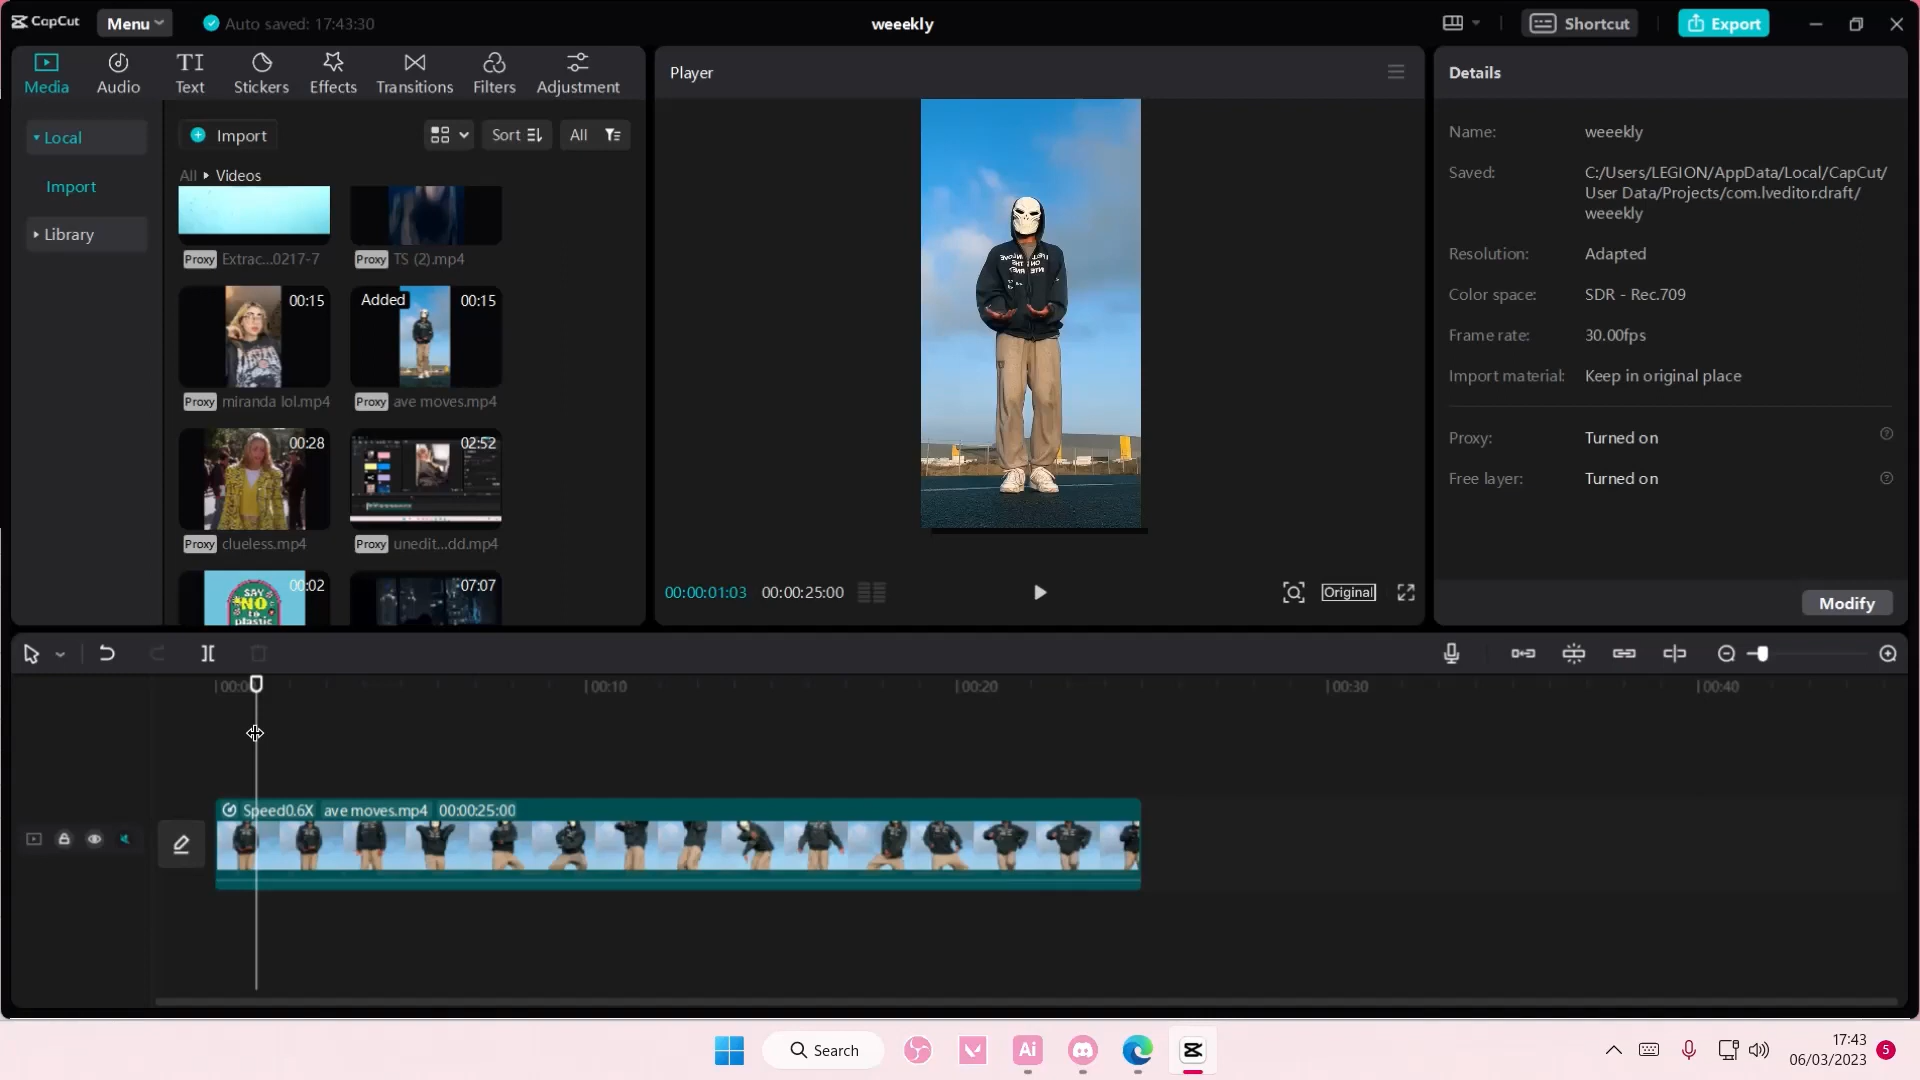 CapCut
Menu
Auto saved: 17:43:30
weeekly
Shortcut
Export
Media
Audio
Text
Stickers
Effects
Transitions
Filters
Adjustment
Player
Details
Local
Import
Library
Import
Sort
All
All
Videos
Proxy Extrac...0217-7
Proxy TS (2).mp4
00:15
Added 00:15
Proxy miranda lol.mp4
Proxy ave moves.mp4
00:28
02:52
Proxy clueless.mp4
Proxy unedit...dd.mp4
00:02
07:07
SAY
NO
to
plastic
00:00:01:03
00:00:25:00
Original
Name: weeekly
Saved: C:/Users/LEGION/AppData/Local/CapCut/
User Data/Projects/com.lveditor.draft/
weeekly
Resolution: Adapted
Color space: SDR - Rec.709
Frame rate: 30.00fps
Import material: Keep in original place
Proxy: Turned on
Free layer: Turned on
Modify
00:10
00:20
00:30
00:40
Speed0.6X ave moves.mp4 00:00:25:00
Search
Ai
17:43
06/03/2023
5